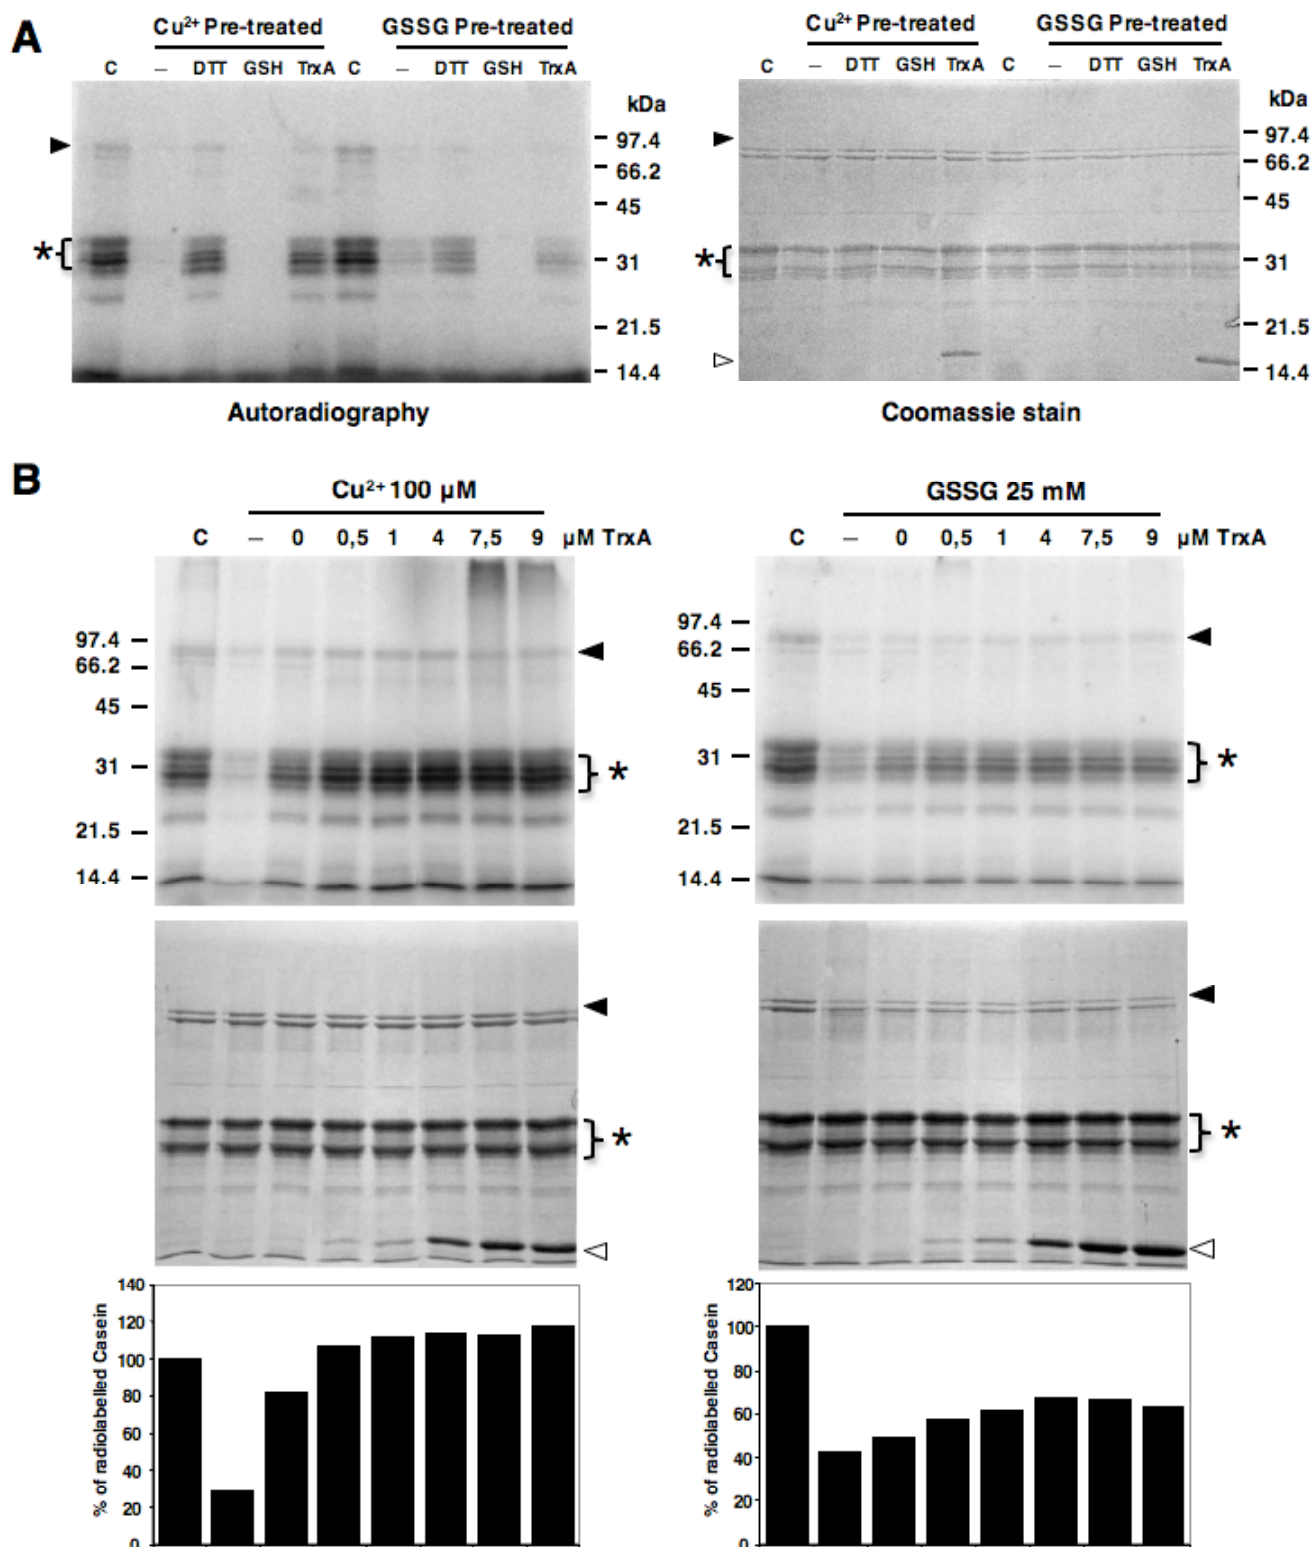 A
Cu²⁺ Pre-treated
GSSG Pre-treated
C – DTT GSH TrxA C – DTT GSH TrxA
kDa
97.4
66.2
45
* 31
21.5
14.4
Autoradiography
Cu²⁺ Pre-treated
GSSG Pre-treated
C – DTT GSH TrxA C – DTT GSH TrxA
kDa
97.4
66.2
45
* 31
21.5
14.4
Coomassie stain
B
Cu²⁺ 100 µM
C – 0 0,5 1 4 7,5 9 µM TrxA
97.4
66.2
45
31 *
21.5
14.4
*
% of radiolabelled Casein
140
120
100
80
60
40
20
0
GSSG 25 mM
C – 0 0,5 1 4 7,5 9 µM TrxA
97.4
66.2
45
31 *
21.5
14.4
*
% of radiolabelled Casein
120
100
80
60
40
20
0